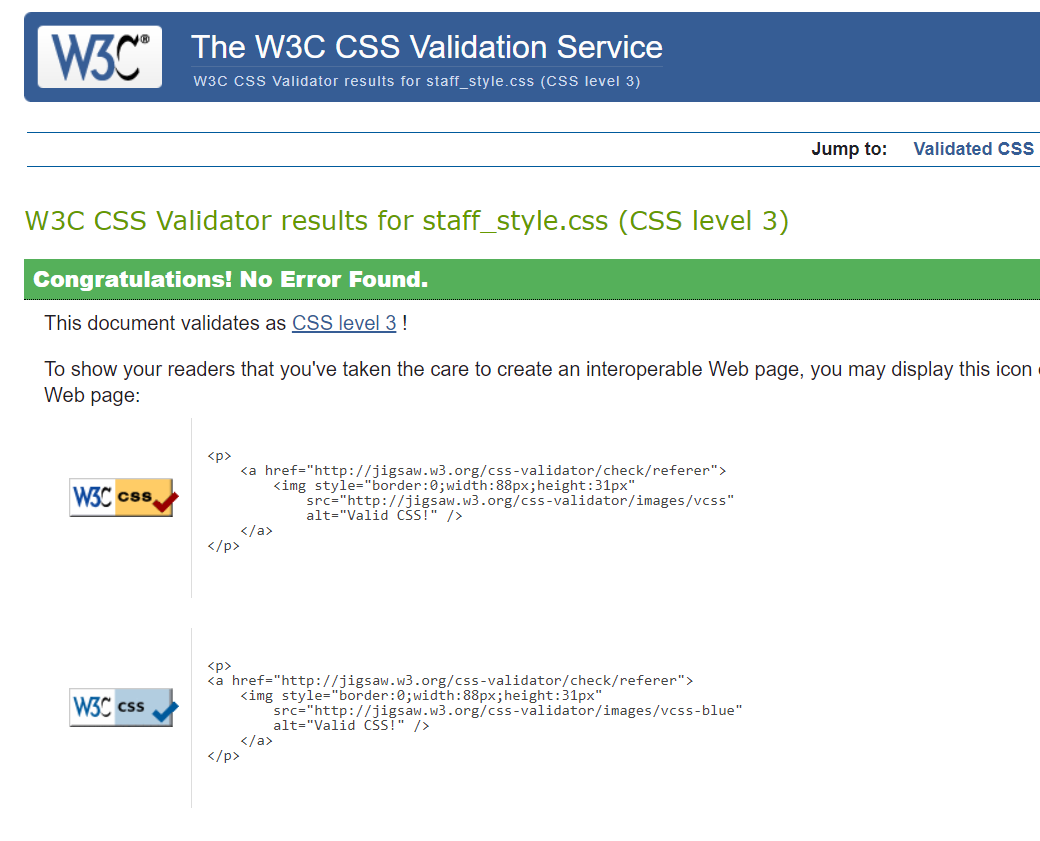 W3C®
The W3C CSS Validation Service
W3C CSS Validator results for staff_style.css (CSS level 3)
Jump to: Validated CSS
W3C CSS Validator results for staff_style.css (CSS level 3)
Congratulations! No Error Found.
This document validates as CSS level 3 !
To show your readers that you've taken the care to create an interoperable Web page, you may display this icon
Web page:
<p>
<a href="http://jigsaw.w3.org/css-validator/check/referer">
<img style="border:0;width:88px;height:31px"
W3C css
src="http://jigsaw.w3.org/css-validator/images/vcss"
alt="Valid CSS!" />
</a>
</p>
<p>
<a href="http://jigsaw.w3.org/css-validator/check/referer">
<img style="border:0;width:88px;height:31px"
W3C css
src="http://jigsaw.w3.org/css-validator/images/vcss-blue"
alt="Valid CSS!" />
</a>
</p>